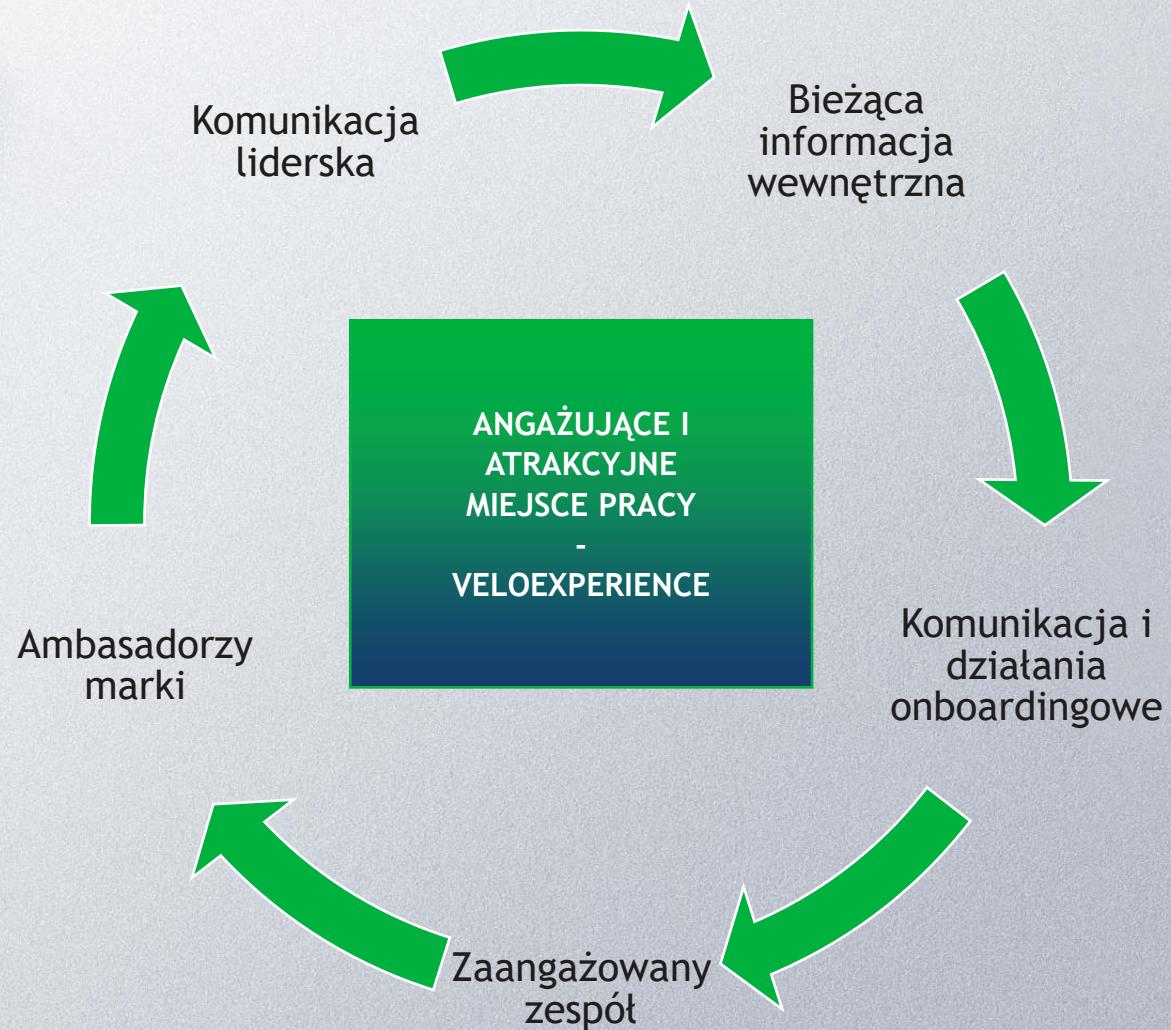 Komunikacja
liderska
Bieżąca
informacja
wewnętrzna
ANGAŻUJĄCE I
ATRAKCYJNE
MIEJSCE PRACY
-
VELOEXPERIENCE
Komunikacja i
działania
onboardingowe
Zaangażowany
zespół
Ambasadorzy
marki